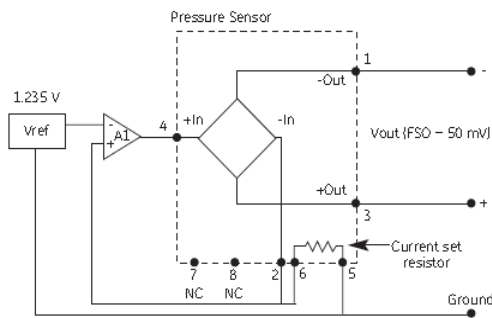 Pressure Sensor
1
-Out
-
1.235 V
Vref
-
A1
+
4
+In
-In
Vout (FSO – 50 mV)
+Out
+
3
Current set
resistor
7
8
2
6
5
NC
NC
Ground